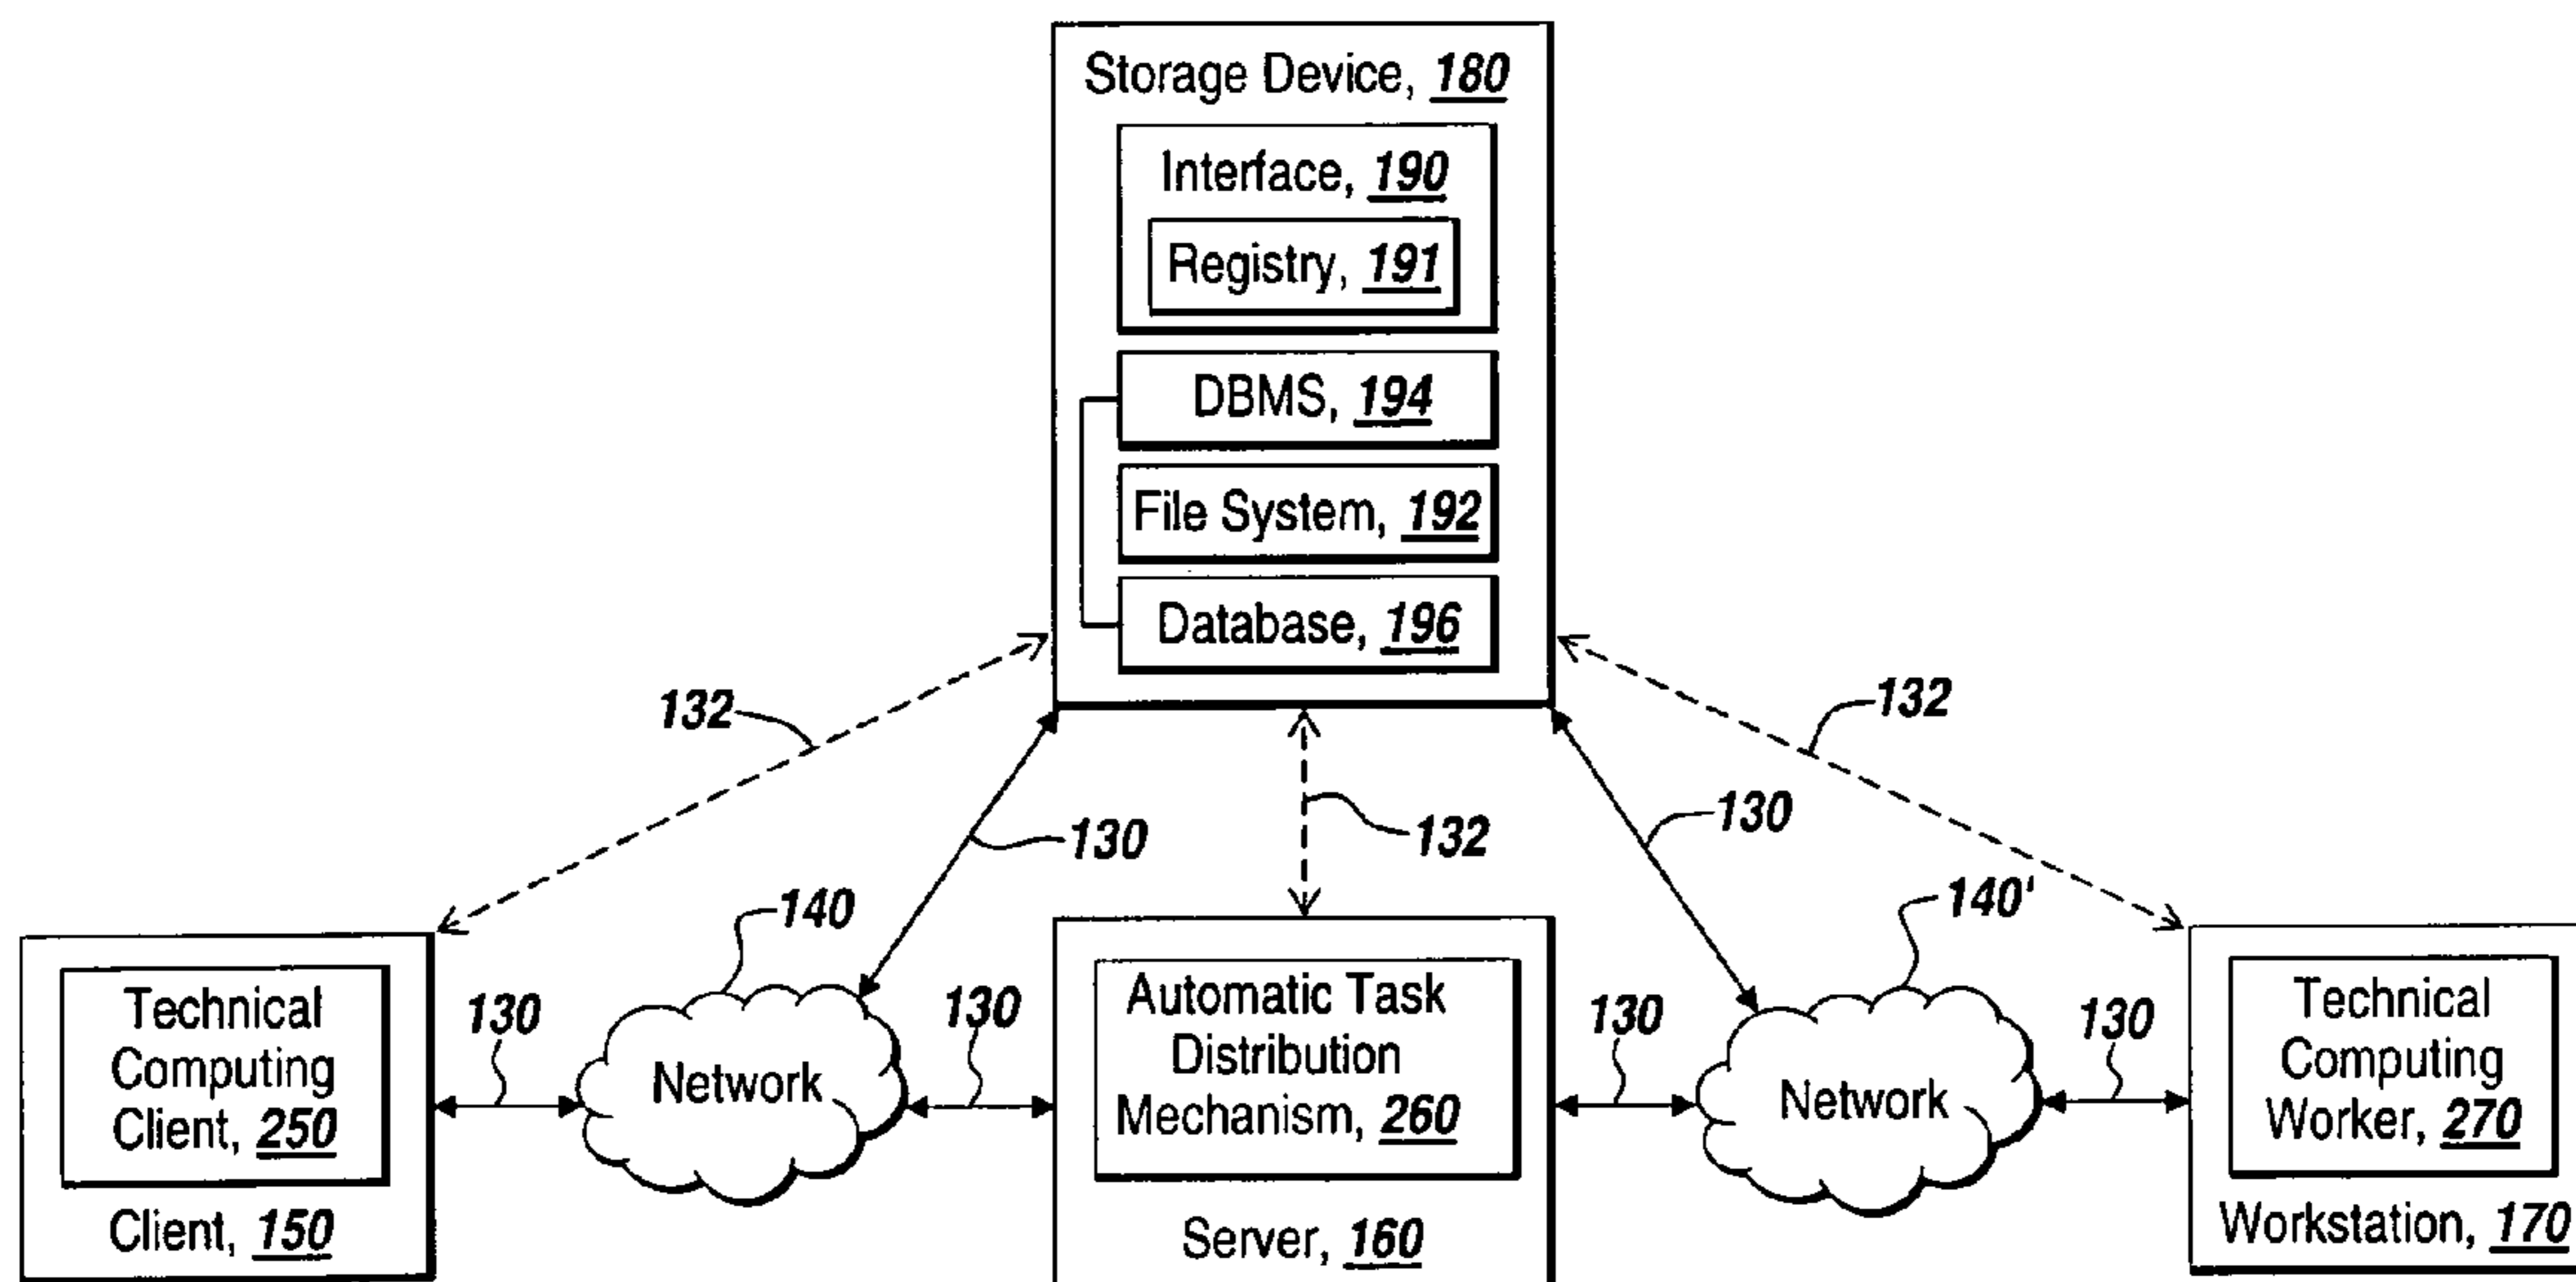 Storage Device, 180
Interface, 190
Registry, 191
DBMS, 194
File System, 192
Database, 196
132
132
130
132
130
140
140'
Technical
Computing
Client, 250
Client, 150
130
Network
130
Automatic Task
Distribution
Mechanism, 260
Server, 160
130
Network
130
Technical
Computing
Worker, 270
Workstation, 170